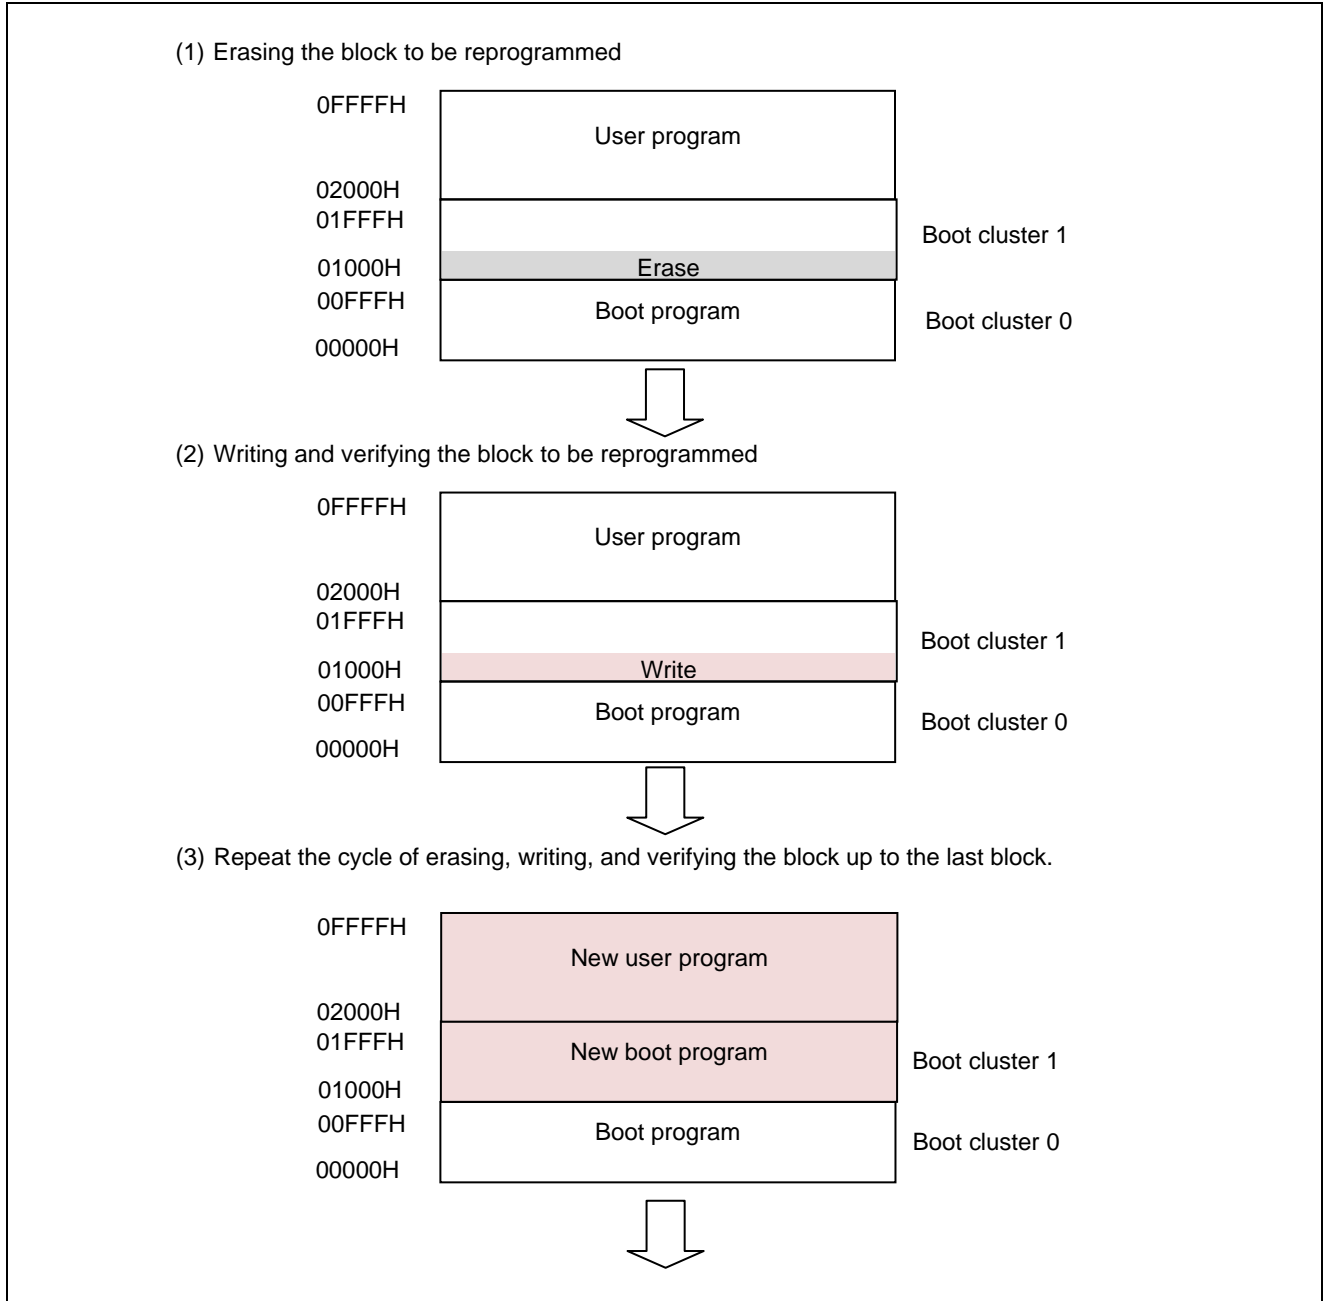 (1) Erasing the block to be reprogrammed
0FFFFH
User program
02000H
01FFFH
Boot cluster 1
01000H
Erase
00FFFH
Boot program
Boot cluster 0
00000H
(2) Writing and verifying the block to be reprogrammed
0FFFFH
User program
02000H
01FFFH
Boot cluster 1
01000H
Write
00FFFH
Boot program
Boot cluster 0
00000H
(3) Repeat the cycle of erasing, writing, and verifying the block up to the last block.
0FFFFH
New user program
02000H
01FFFH
New boot program
Boot cluster 1
01000H
00FFFH
Boot program
Boot cluster 0
00000H